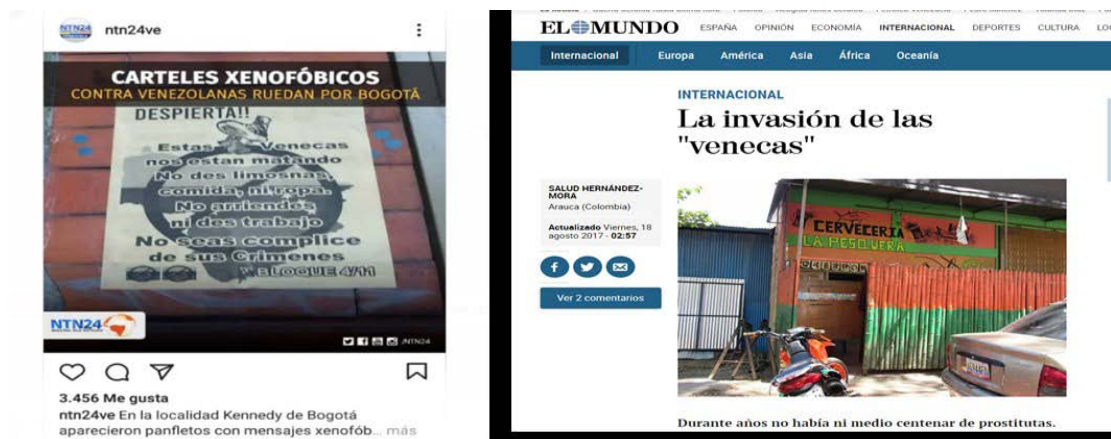 NTN24
ntn24ve
CARTELES XENOFÓBICOS
CONTRA VENEZOLANAS RUEDAN POR BOGOTÁ
DESPIERTA!!
Estas Venecas
nos estan matando
No des limosnas,
comida, ni ropa.
No arriendes
ni des trabajo
No seas complice
de sus Crimenes
BLOQUE 4/11
NTN24
/NTN24
3.456 Me gusta
ntn24ve En la localidad Kennedy de Bogotá
aparecieron panfletos con mensajes xenofób... más
EL MUNDO
ESPAÑA OPINIÓN ECONOMÍA INTERNACIONAL DEPORTES CULTURA
Internacional Europa América Asia África Oceanía
INTERNACIONAL
La invasión de las
"venecas"
SALUD HERNÁNDEZ-
MORA
Arauca (Colombia)
Actualizado Viernes, 18
agosto 2017 - 02:57
Ver 2 comentarios
CERVECERIA
LA PESQUERA
Durante años no había ni medio centenar de prostitutas.